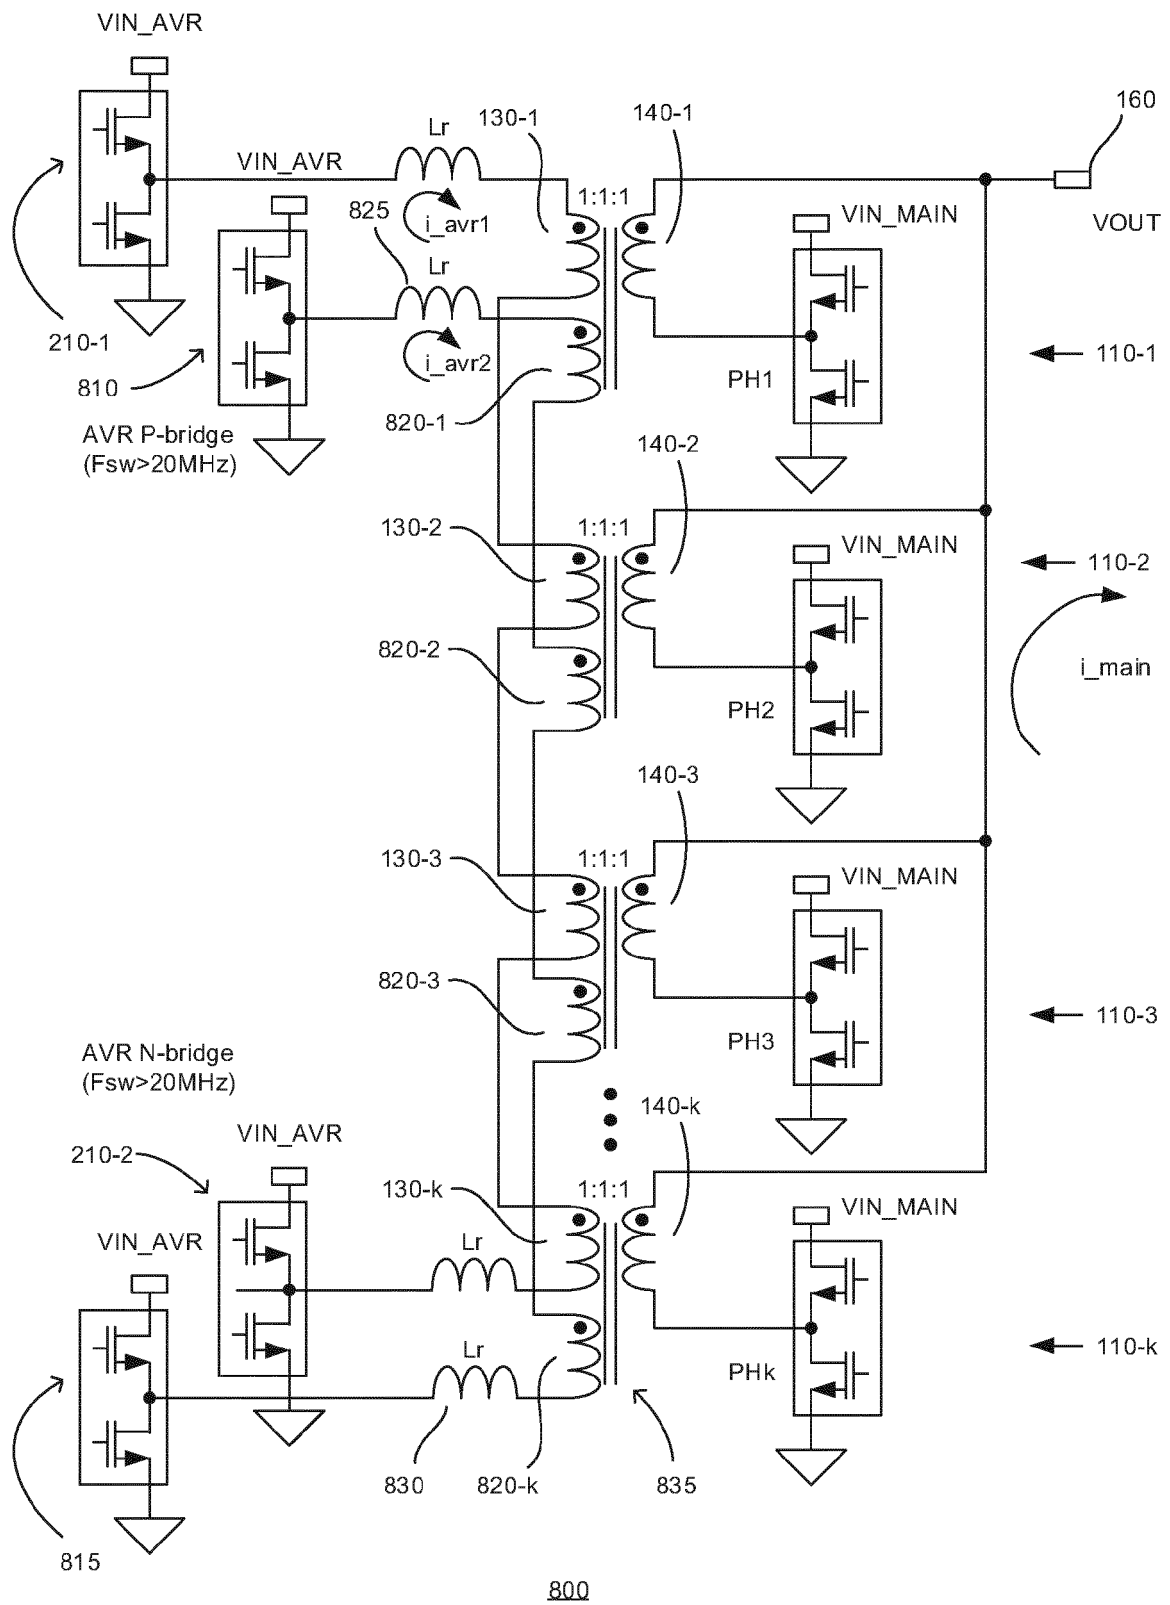 VIN_AVR
160
130-1
140-1
Lr
VIN_AVR
1:1:1
825
i_avr1
VIN_MAIN
VOUT
Lr
210-1
810
i_avr2
110-1
PH1
820-1
AVR P-bridge
(Fsw>20MHz)
140-2
130-2
1:1:1
VIN_MAIN
110-2
820-2
i_main
PH2
140-3
130-3
1:1:1
VIN_MAIN
820-3
110-3
PH3
AVR N-bridge
(Fsw>20MHz)
140-k
VIN_AVR
210-2
130-k
1:1:1
VIN_MAIN
VIN_AVR
Lr
110-k
Lr
PHk
830
820-k
835
815
800